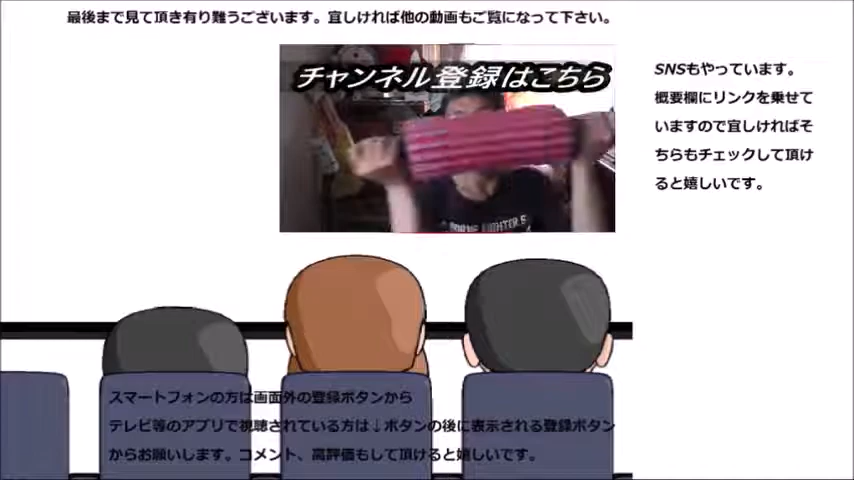 最後まで見て頂き有り難うございます。宜しければ他の動画もご覧になって下さい。
チャンネル登録はこちら
SNSもやっています。
概要欄にリンクを乗せて
いますので宜しければそ
ちらもチェックして頂け
ると嬉しいです。
スマートフォンの方は画面外の登録ボタンから
テレビ等のアプリで視聴されている方は↓ボタンの後に表示される登録ボタン
からお願いします。コメント、高評価もして頂けると嬉しいです。